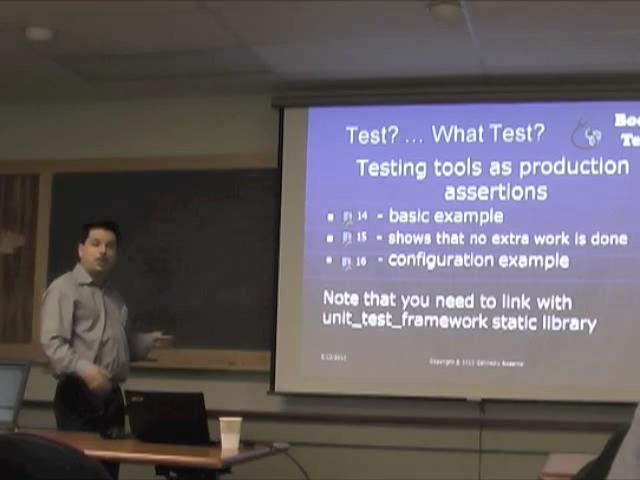 Test? ... What Test?
Testing tools as production
assertions
14 - basic example
15 - shows that no extra work is done
16 - configuration example
Note that you need to link with
unit_test_framework static library